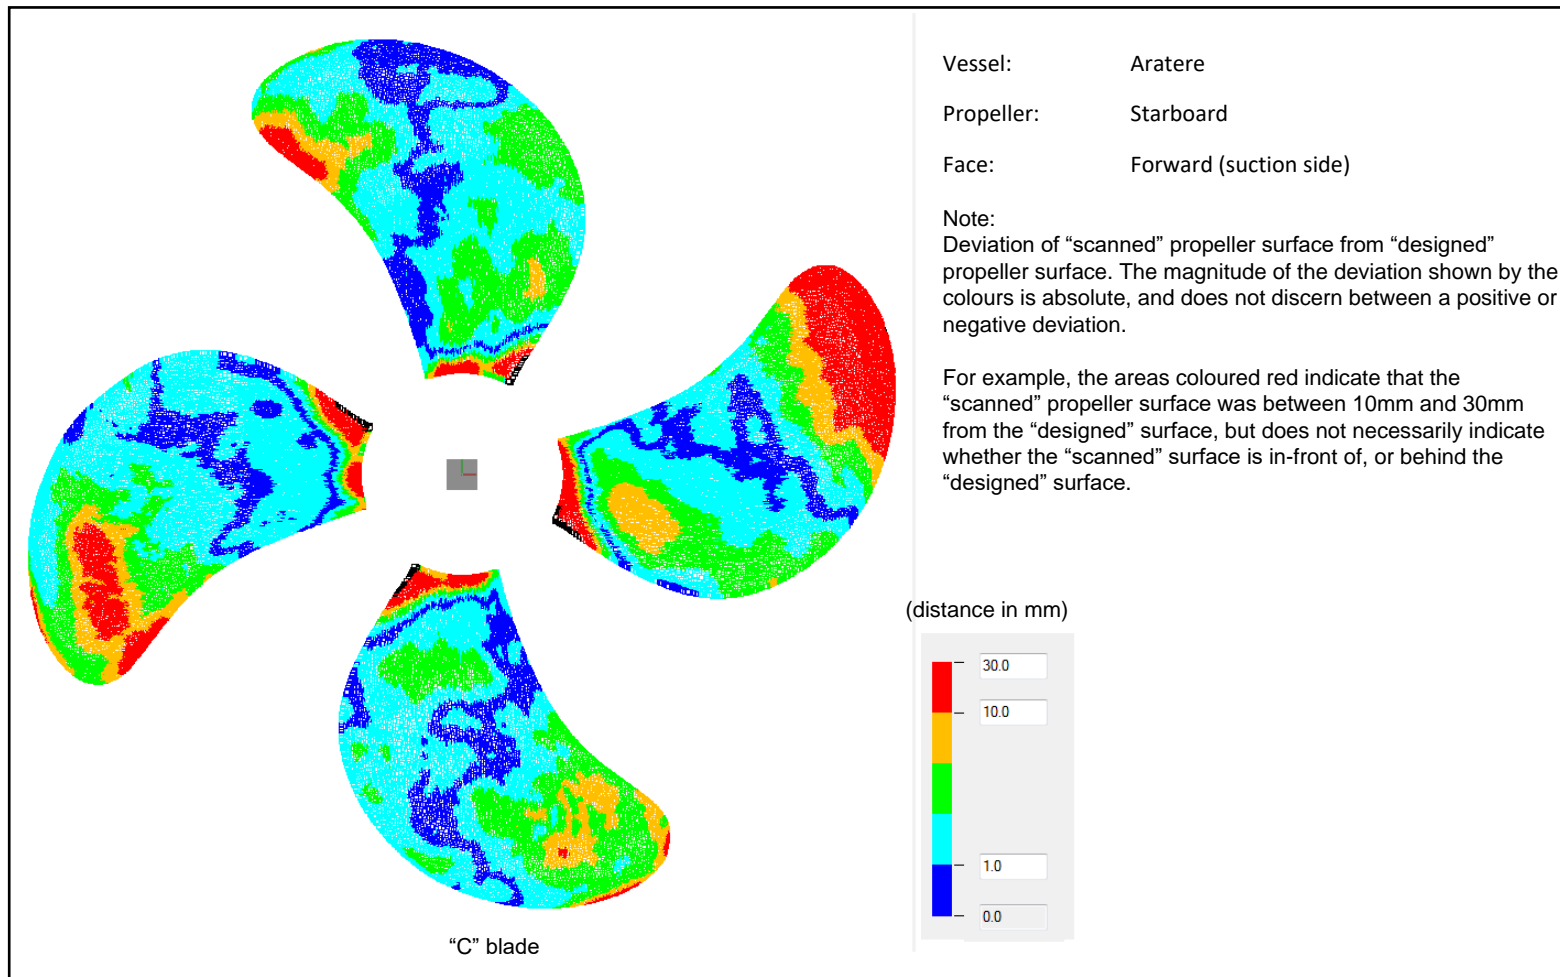 Vessel: Aratere
Propeller: Starboard
Face: Forward (suction side)
Note:
Deviation of “scanned” propeller surface from “designed”
propeller surface. The magnitude of the deviation shown by the
colours is absolute, and does not discern between a positive or
negative deviation.
For example, the areas coloured red indicate that the
“scanned” propeller surface was between 10mm and 30mm
from the “designed” surface, but does not necessarily indicate
whether the “scanned” surface is in-front of, or behind the
“designed” surface.
(distance in mm)
30.0
10.0
1.0
0.0
“C” blade